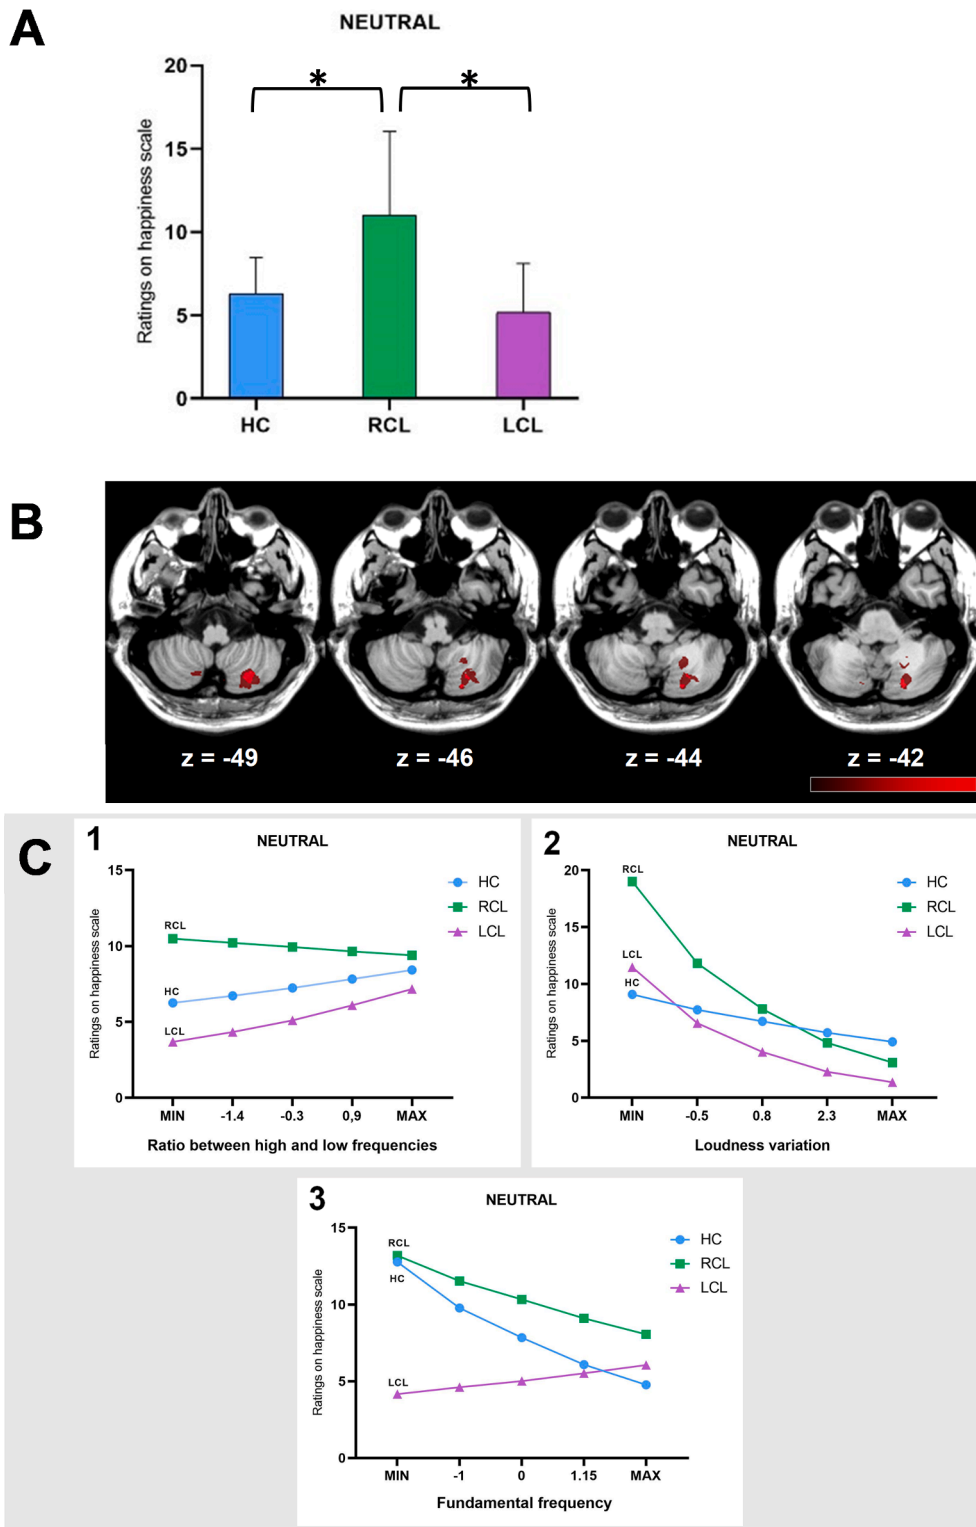 A
NEUTRAL
Ratings on happiness scale
20
15
10
5
0
*
*
HC
RCL
LCL
B
z = -49
z = -46
z = -44
z = -42
C
1
NEUTRAL
Ratings on happiness scale
15
10
5
0
RCL
HC
LCL
HC
RCL
LCL
MIN
-1.4
-0.3
0,9
MAX
Ratio between high and low frequencies
2
NEUTRAL
Ratings on happiness scale
20
15
10
5
0
RCL
LCL
HC
HC
RCL
LCL
MIN
-0.5
0.8
2.3
MAX
Loudness variation
3
NEUTRAL
Ratings on happiness scale
15
10
5
0
RCL
HC
LCL
HC
RCL
LCL
MIN
-1
0
1.15
MAX
Fundamental frequency